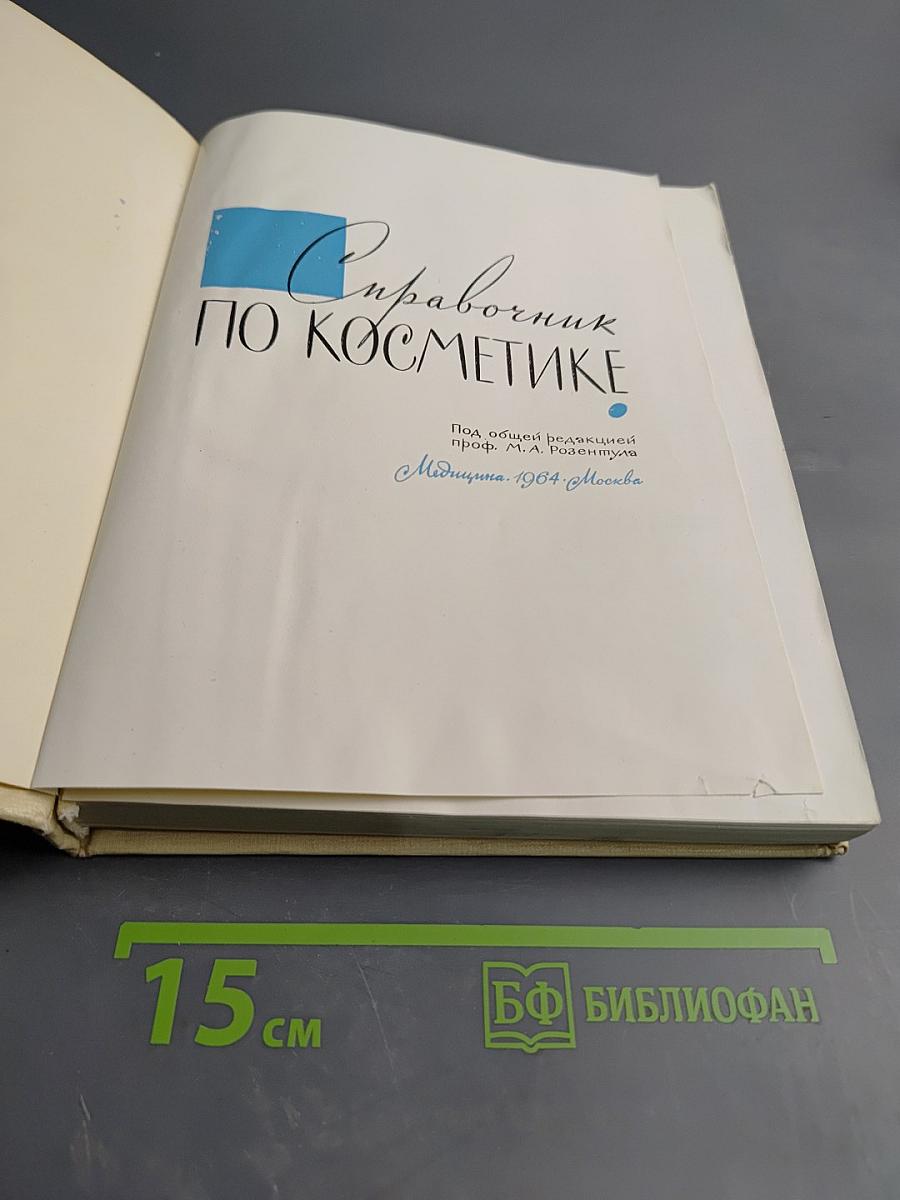 Справочник
ПО КОСМЕТИКЕ
Под общей редакцией
проф. М. А. Розентула
Медицина · 1964 · Москва
15 см
БФ БИБЛИОФАН